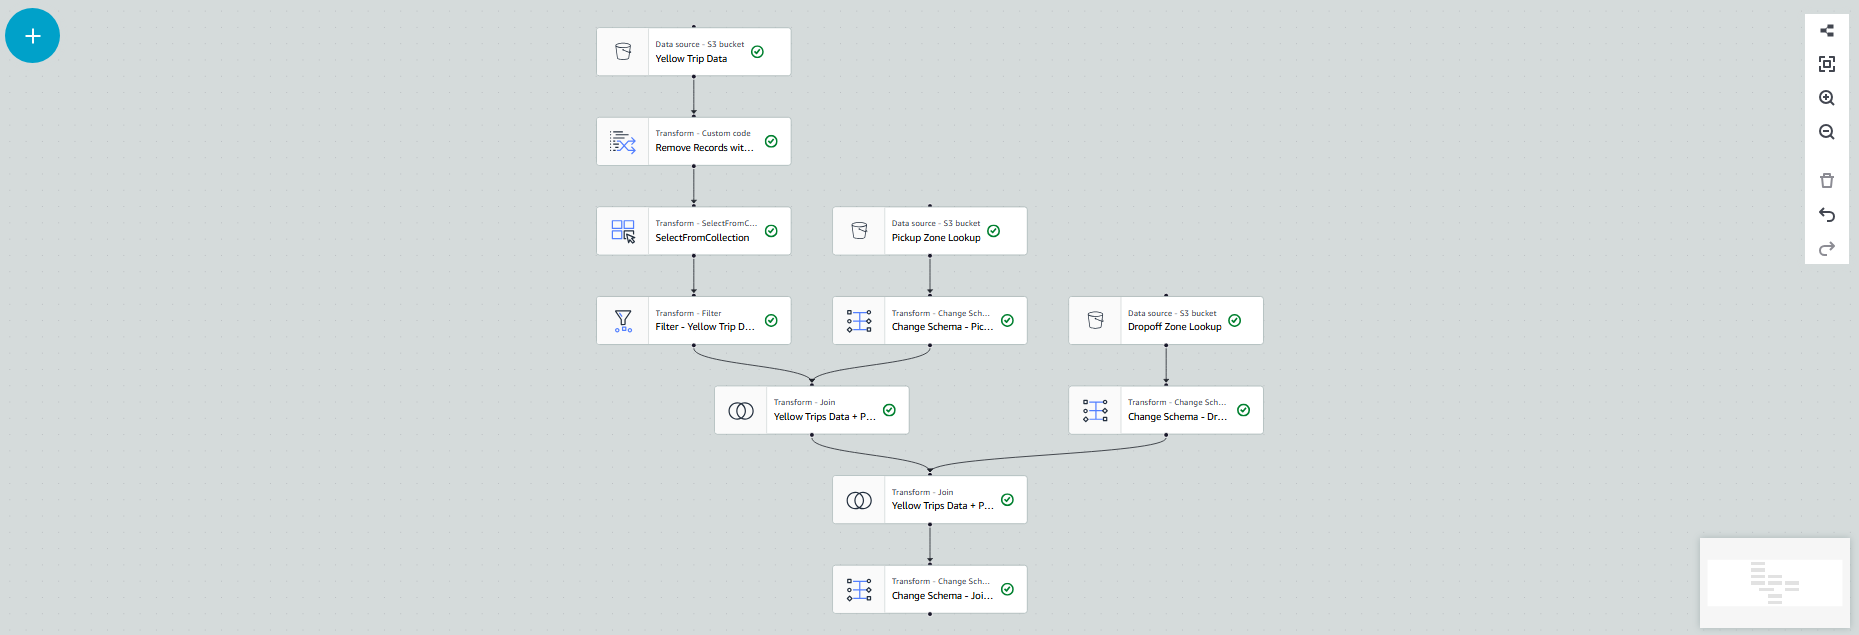 Data source - S3 bucket
Yellow Trip Data
Transform - Custom code
Remove Records wit...
Transform - SelectFromC...
SelectFromCollection
Data source - S3 bucket
Pickup Zone Lookup
Transform - Filter
Filter - Yellow Trip D...
Transform - Change Sch...
Change Schema - Pic...
Data source - S3 bucket
Dropoff Zone Lookup
Transform - Join
Yellow Trips Data + P...
Transform - Change Sch...
Change Schema - Dr...
Transform - Join
Yellow Trips Data + P...
Transform - Change Sch...
Change Schema - Joi...